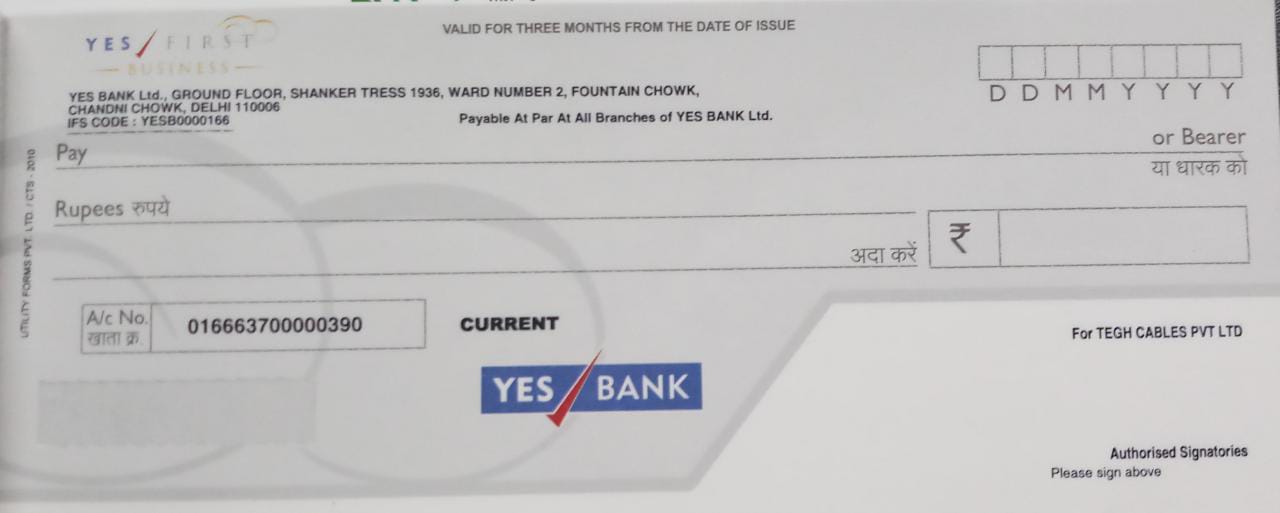 VALID FOR THREE MONTHS FROM THE DATE OF ISSUE
YES FIRST
BUSINESS
YES BANK Ltd., GROUND FLOOR, SHANKER TRESS 1936, WARD NUMBER 2, FOUNTAIN CHOWK,
CHANDNI CHOWK, DELHI 110006
IFS CODE : YESB0000166
Payable At Par At All Branches of YES BANK Ltd.
D D M M Y Y Y Y
Pay
or Bearer
या धारक को
Rupees रुपये
अदा करें
₹
UTILITY FORMS PVT. LTD. / CTS - 2010
A/c No.
खाता क्र.
016663700000390
CURRENT
YES BANK
For TEGH CABLES PVT LTD
Authorised Signatories
Please sign above